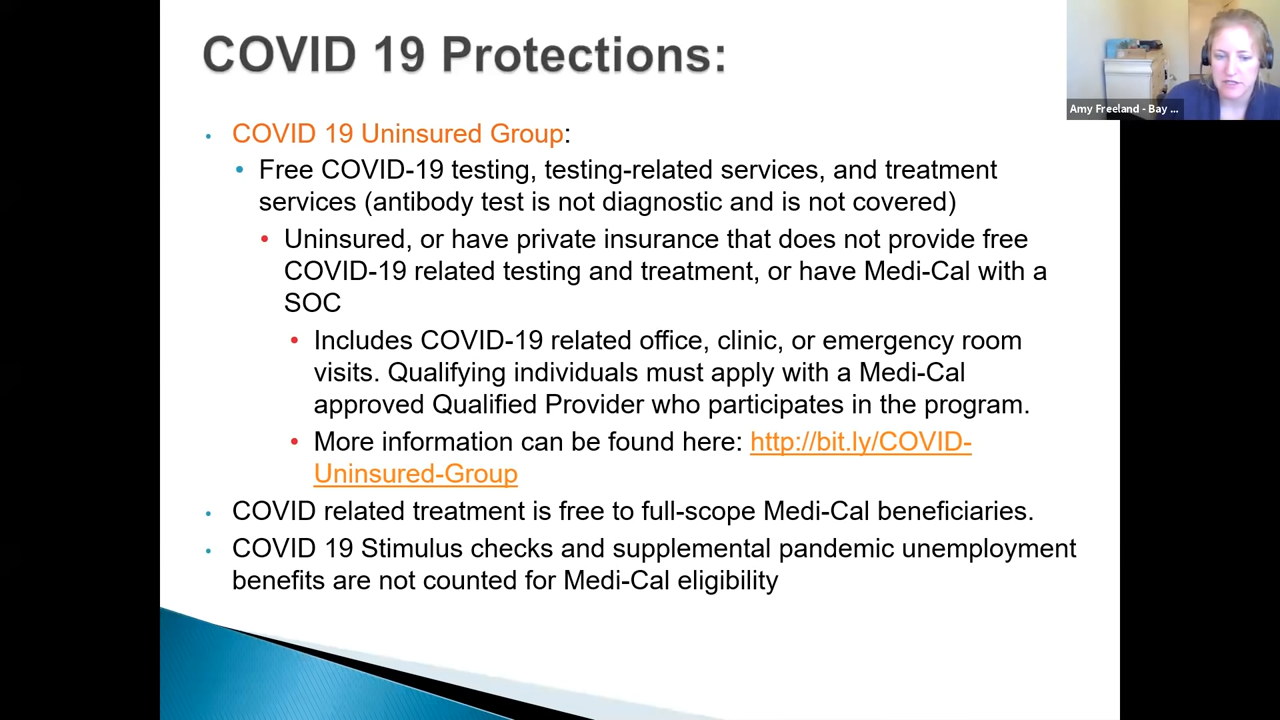 COVID 19 Protections:
Amy Freeland - Bay ...
• COVID 19 Uninsured Group:
• Free COVID-19 testing, testing-related services, and treatment
services (antibody test is not diagnostic and is not covered)
• Uninsured, or have private insurance that does not provide free
COVID-19 related testing and treatment, or have Medi-Cal with a
SOC
• Includes COVID-19 related office, clinic, or emergency room
visits. Qualifying individuals must apply with a Medi-Cal
approved Qualified Provider who participates in the program.
• More information can be found here: http://bit.ly/COVID-
Uninsured-Group
• COVID related treatment is free to full-scope Medi-Cal beneficiaries.
• COVID 19 Stimulus checks and supplemental pandemic unemployment
benefits are not counted for Medi-Cal eligibility